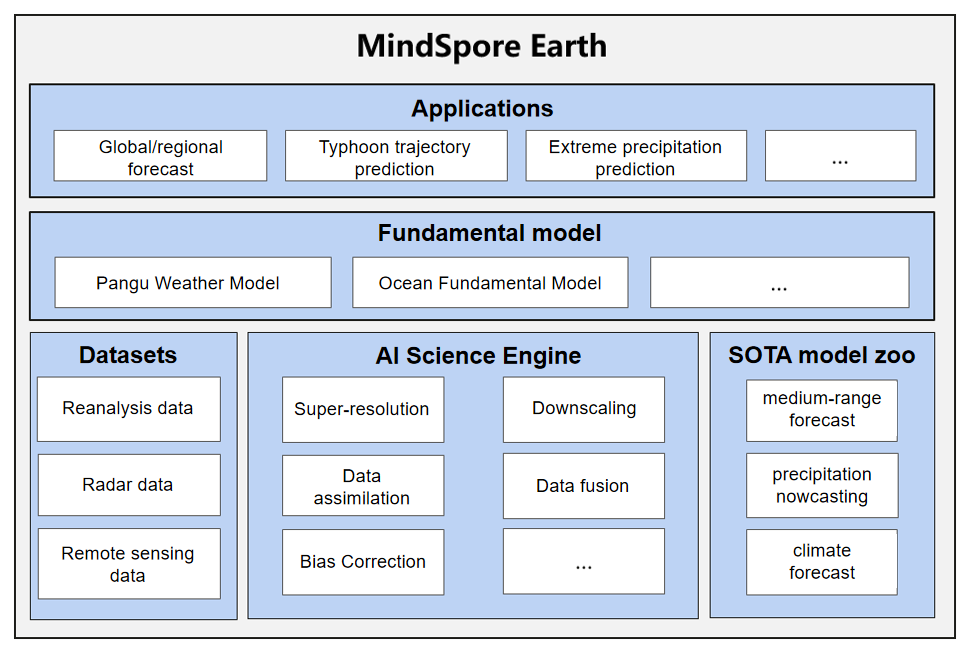 MindSpore Earth
Applications
Global/regional
forecast
Typhoon trajectory
prediction
Extreme precipitation
prediction
...
Fundamental model
Pangu Weather Model
Ocean Fundamental Model
...
Datasets
Reanalysis data
Radar data
Remote sensing
data
AI Science Engine
Super-resolution
Downscaling
Data
assimilation
Data fusion
Bias Correction
...
SOTA model zoo
medium-range
forecast
precipitation
nowcasting
climate
forecast